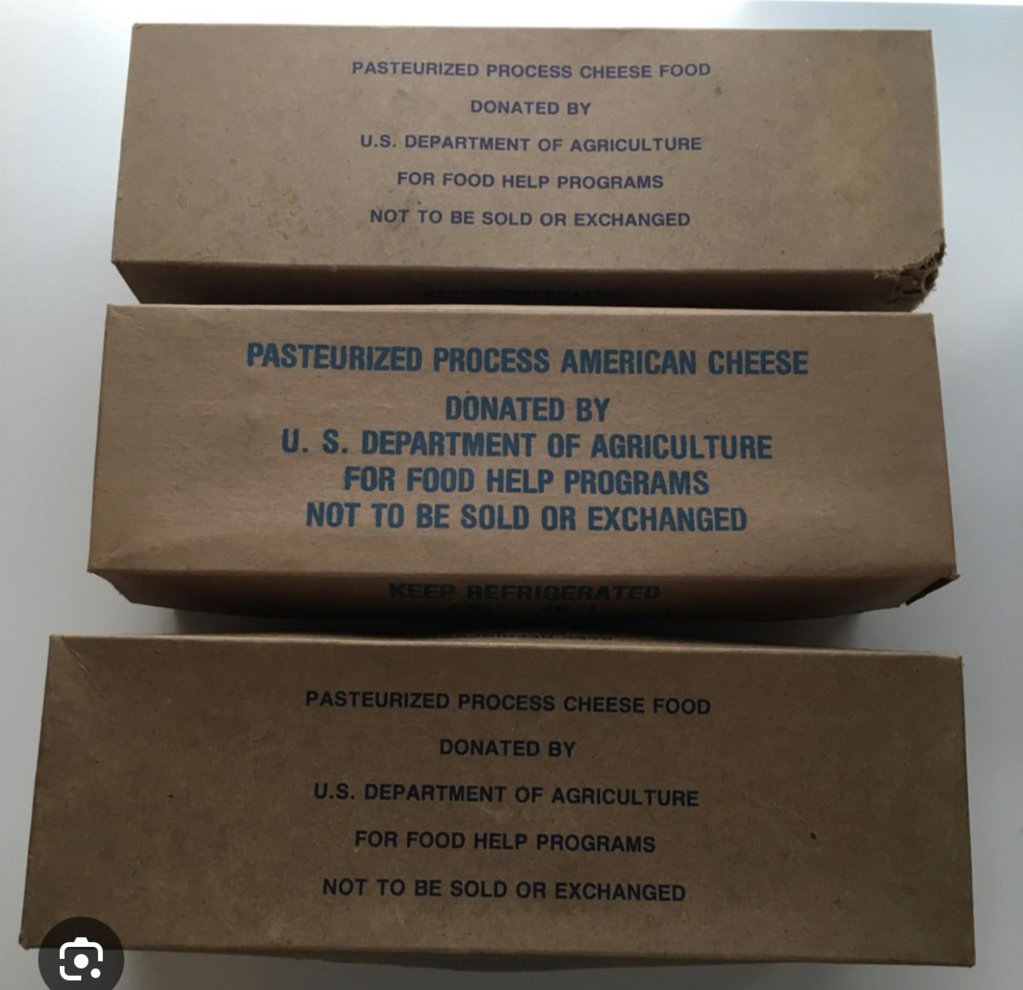 PASTEURIZED PROCESS CHEESE FOOD
DONATED BY
U.S. DEPARTMENT OF AGRICULTURE
FOR FOOD HELP PROGRAMS
NOT TO BE SOLD OR EXCHANGED
KEEP REFRIGERATED
PASTEURIZED PROCESS AMERICAN CHEESE
DONATED BY
U. S. DEPARTMENT OF AGRICULTURE
FOR FOOD HELP PROGRAMS
NOT TO BE SOLD OR EXCHANGED
KEEP REFRIGERATED
PASTEURIZED PROCESS CHEESE FOOD
DONATED BY
U.S. DEPARTMENT OF AGRICULTURE
FOR FOOD HELP PROGRAMS
NOT TO BE SOLD OR EXCHANGED